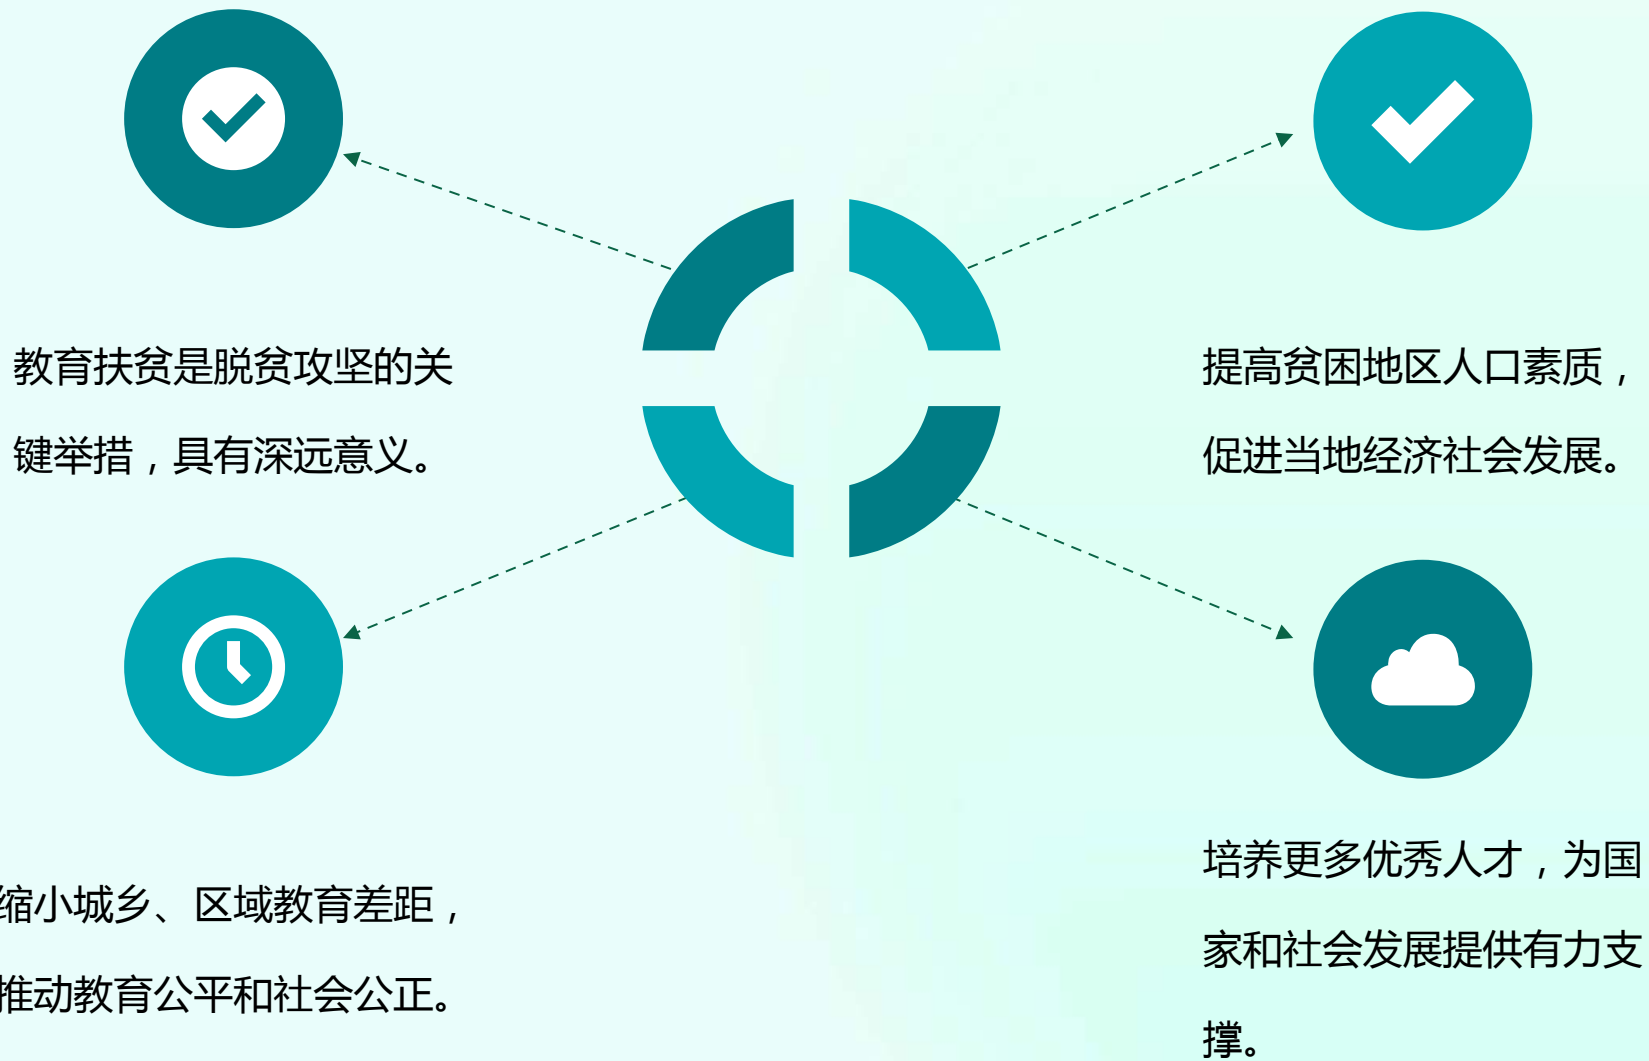 教育扶贫是脱贫攻坚的关
键举措，具有深远意义。
提高贫困地区人口素质，
促进当地经济社会发展。
缩小城乡、区域教育差距，
推动教育公平和社会公正。
培养更多优秀人才，为国
家和社会发展提供有力支
撑。